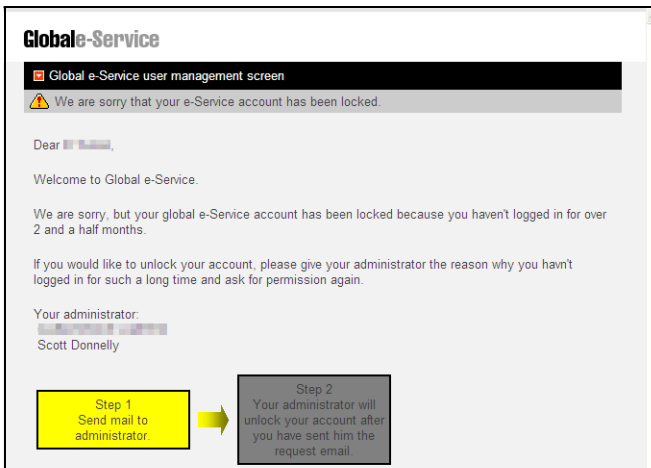 Globale-Service
Global e-Service user management screen
We are sorry that your e-Service account has been locked.
Dear
Welcome to Global e-Service.
We are sorry, but your global e-Service account has been locked because you haven't logged in for over
2 and a half months.
If you would like to unlock your account, please give your administrator the reason why you havn't
logged in for such a long time and ask for permission again.
Your administrator:
Scott Donnelly
Step 1
Send mail to
administrator.
Step 2
Your administrator will
unlock your account after
you have sent him the
request email.